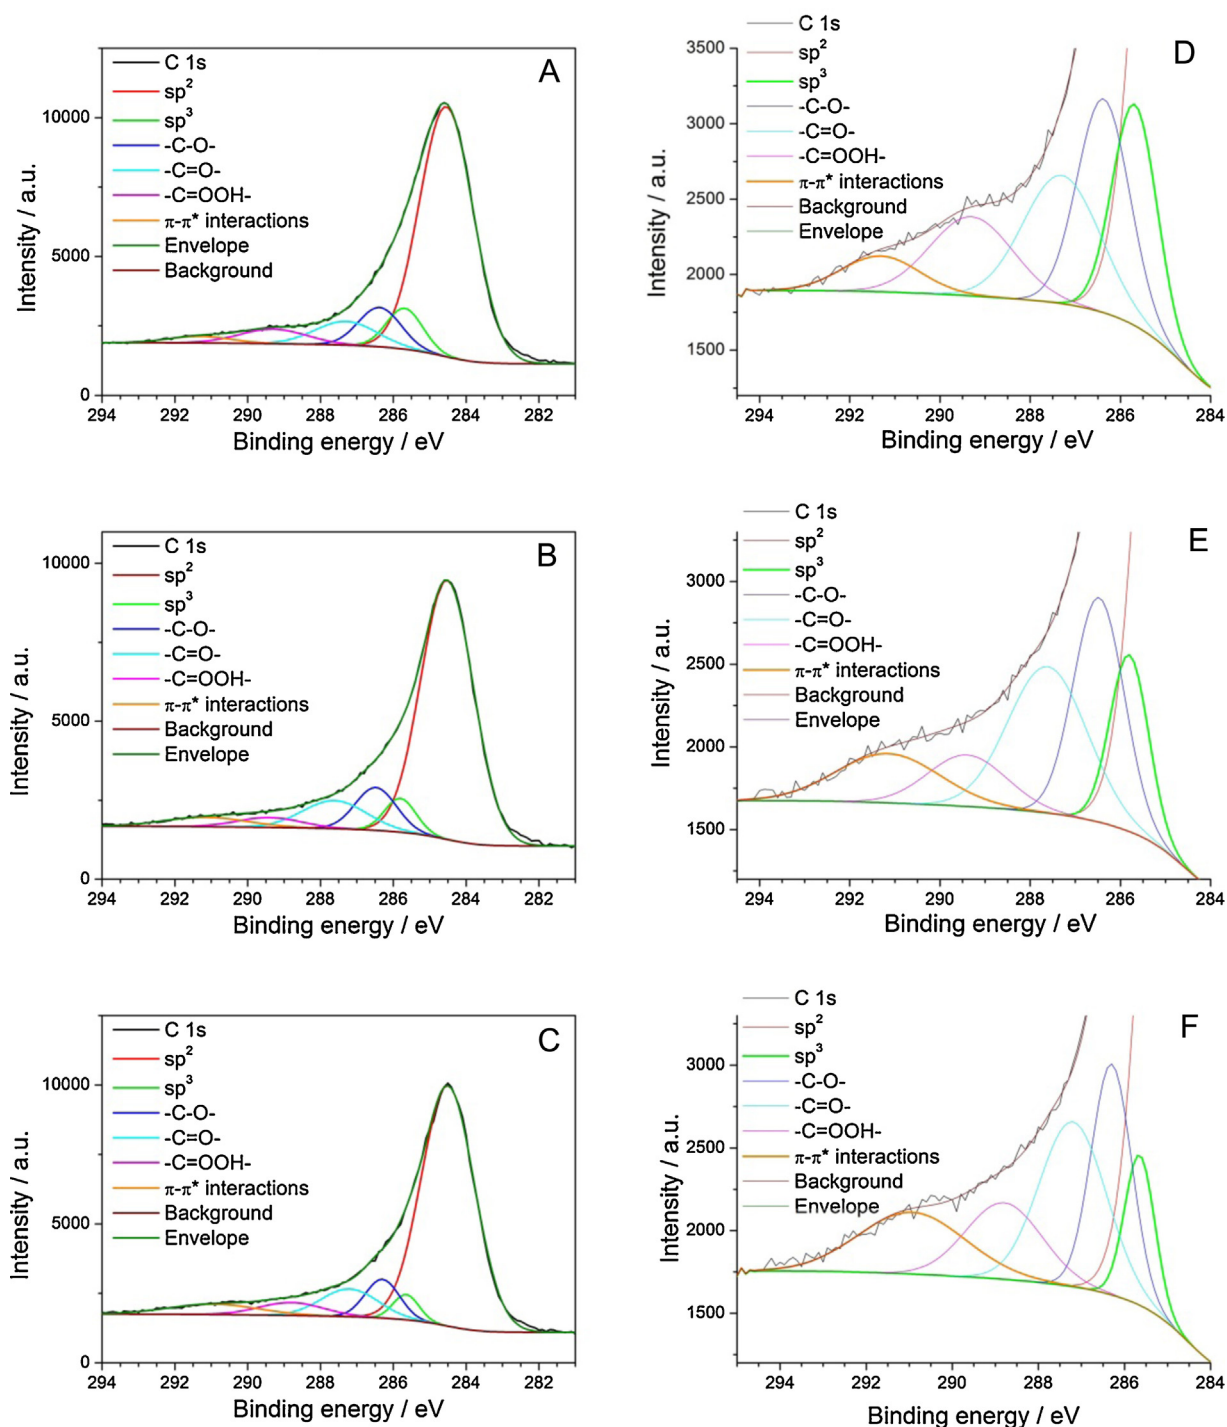 A
C 1s
sp²
sp³
-C-O-
-C=O-
-C=OOH-
π-π* interactions
Envelope
Background
10000
5000
0
294 292 290 288 286 284 282
Intensity / a.u.
Binding energy / eV
D
C 1s
sp²
sp³
-C-O-
-C=O-
-C=OOH-
π-π* interactions
Background
Envelope
3500
3000
2500
2000
1500
294 292 290 288 286 284
Intensity / a.u.
Binding energy / eV
B
C 1s
sp²
sp³
-C-O-
-C=O-
-C=OOH-
π-π* interactions
Background
Envelope
10000
5000
0
294 292 290 288 286 284 282
Intensity / a.u.
Binding energy / eV
E
C 1s
sp²
sp³
-C-O-
-C=O-
-C=OOH-
π-π* interactions
Background
Envelope
3000
2500
2000
1500
294 292 290 288 286 284
Intensity / a.u.
Binding energy / eV
C
C 1s
sp²
sp³
-C-O-
-C=O-
-C=OOH-
π-π* interactions
Background
Envelope
10000
5000
0
294 292 290 288 286 284 282
Intensity / a.u.
Binding energy / eV
F
C 1s
sp²
sp³
-C-O-
-C=O-
-C=OOH-
π-π* interactions
Background
Envelope
3000
2500
2000
1500
294 292 290 288 286 284
Intensity / a.u.
Binding energy / eV